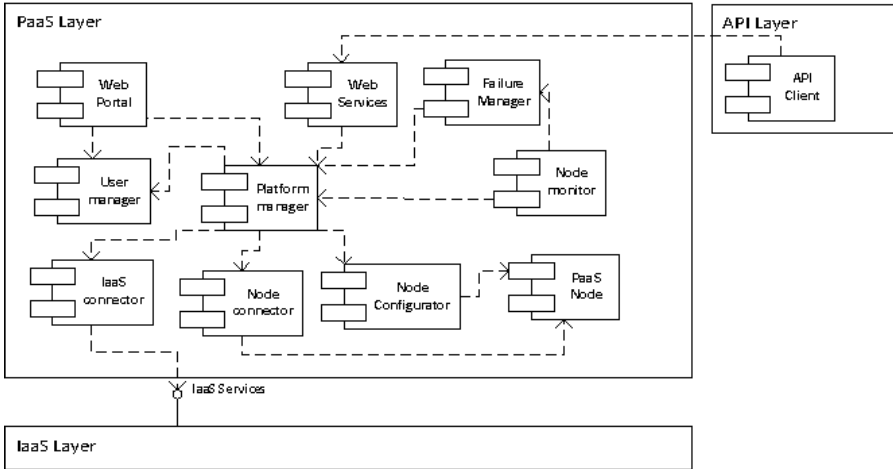 PaaS Layer
API Layer
Web
Portal
Web
Services
Failure
Manager
API
Client
User
manager
Platform
manager
Node
monitor
IaaS
connector
Node
connector
Node
Configurator
PaaS
Node
IaaS Services
IaaS Layer